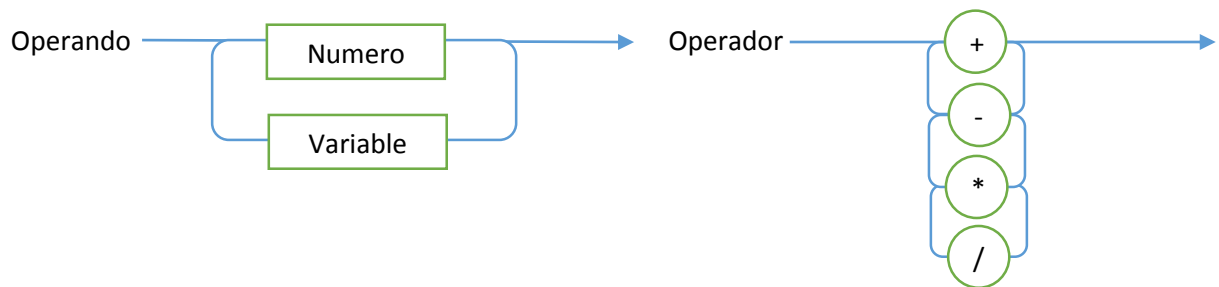 Operando
Numero
Variable
Operador
+
-
*
/